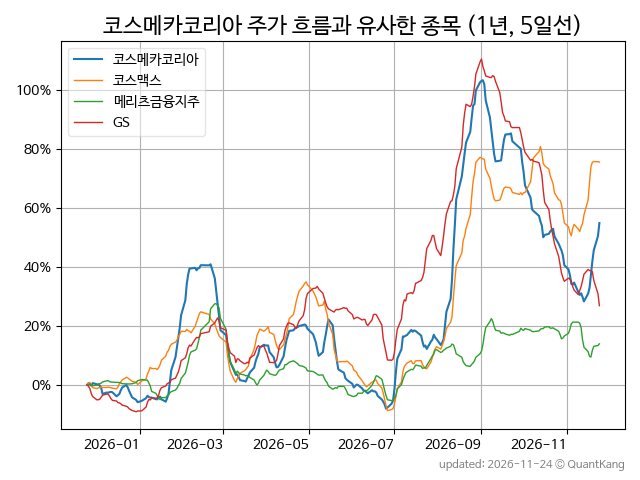 코스메카코리아 주가 흐름과 유사한 종목 (1년, 5일선)
코스메카코리아
코스맥스
메리츠금융지주
GS
100%
80%
60%
40%
20%
0%
2026-01
2026-03
2026-05
2026-07
2026-09
2026-11
updated: 2026-11-24 © QuantKang